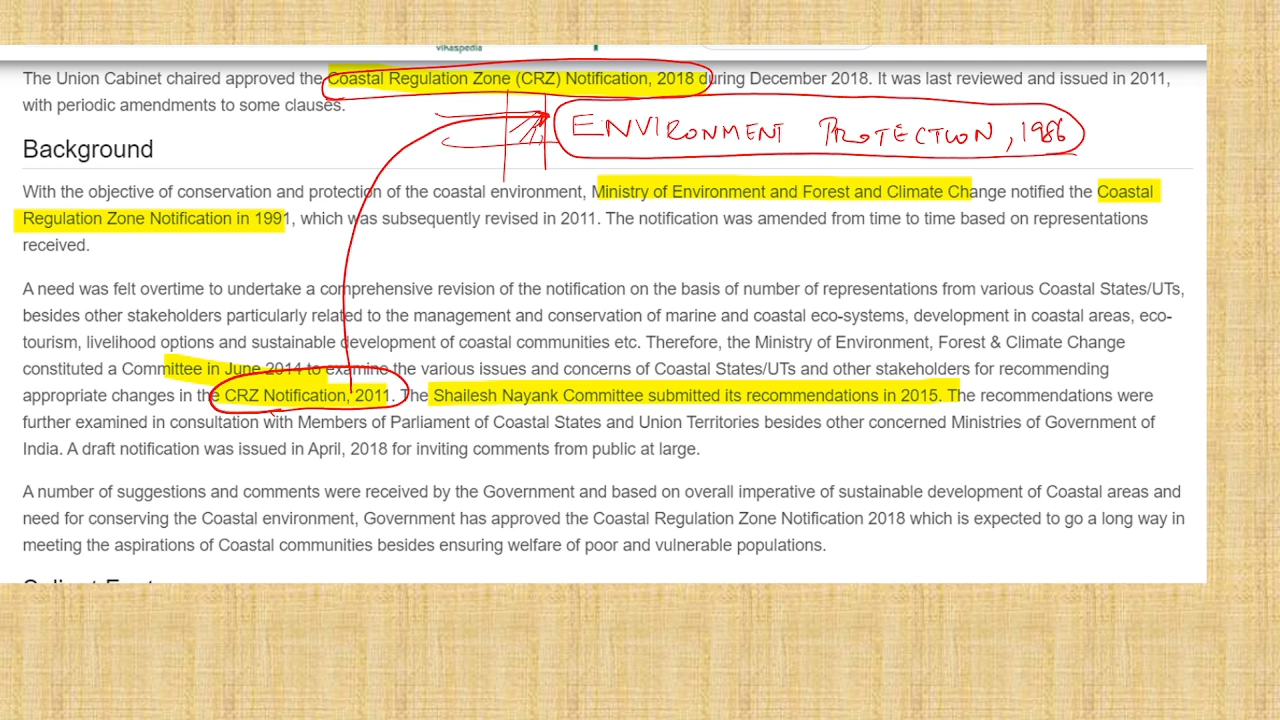 vikaspedia
The Union Cabinet chaired approved the Coastal Regulation Zone (CRZ) Notification, 2018 during December 2018. It was last reviewed and issued in 2011,
with periodic amendments to some clauses.
ENVIRONMENT PROTECTION, 1986
Background
With the objective of conservation and protection of the coastal environment, Ministry of Environment and Forest and Climate Change notified the Coastal
Regulation Zone Notification in 1991, which was subsequently revised in 2011. The notification was amended from time to time based on representations
received.
A need was felt overtime to undertake a comprehensive revision of the notification on the basis of number of representations from various Coastal States/UTs,
besides other stakeholders particularly related to the management and conservation of marine and coastal eco-systems, development in coastal areas, eco-
tourism, livelihood options and sustainable development of coastal communities etc. Therefore, the Ministry of Environment, Forest & Climate Change
constituted a Committee in June 2014 to examine the various issues and concerns of Coastal States/UTs and other stakeholders for recommending
appropriate changes in the CRZ Notification, 2011. The Shailesh Nayank Committee submitted its recommendations in 2015. The recommendations were
further examined in consultation with Members of Parliament of Coastal States and Union Territories besides other concerned Ministries of Government of
India. A draft notification was issued in April, 2018 for inviting comments from public at large.
A number of suggestions and comments were received by the Government and based on overall imperative of sustainable development of Coastal areas and
need for conserving the Coastal environment, Government has approved the Coastal Regulation Zone Notification 2018 which is expected to go a long way in
meeting the aspirations of Coastal communities besides ensuring welfare of poor and vulnerable populations.